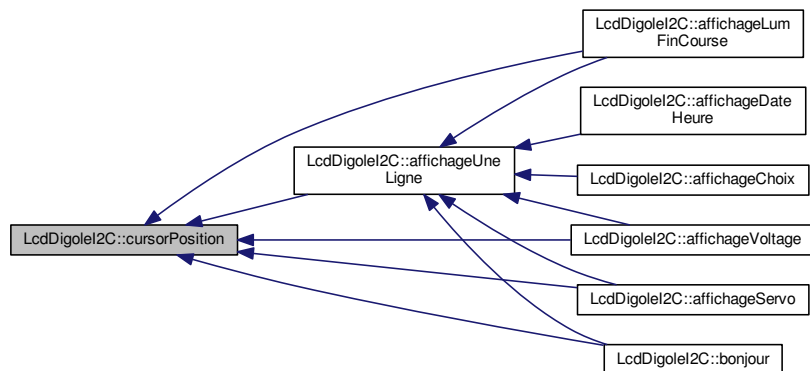 LcdDigoleI2C::affichageLum
FinCourse
LcdDigoleI2C::affichageDate
Heure
LcdDigoleI2C::affichageUne
Ligne
LcdDigoleI2C::affichageChoix
LcdDigoleI2C::cursorPosition
LcdDigoleI2C::affichageVoltage
LcdDigoleI2C::affichageServo
LcdDigoleI2C::bonjour